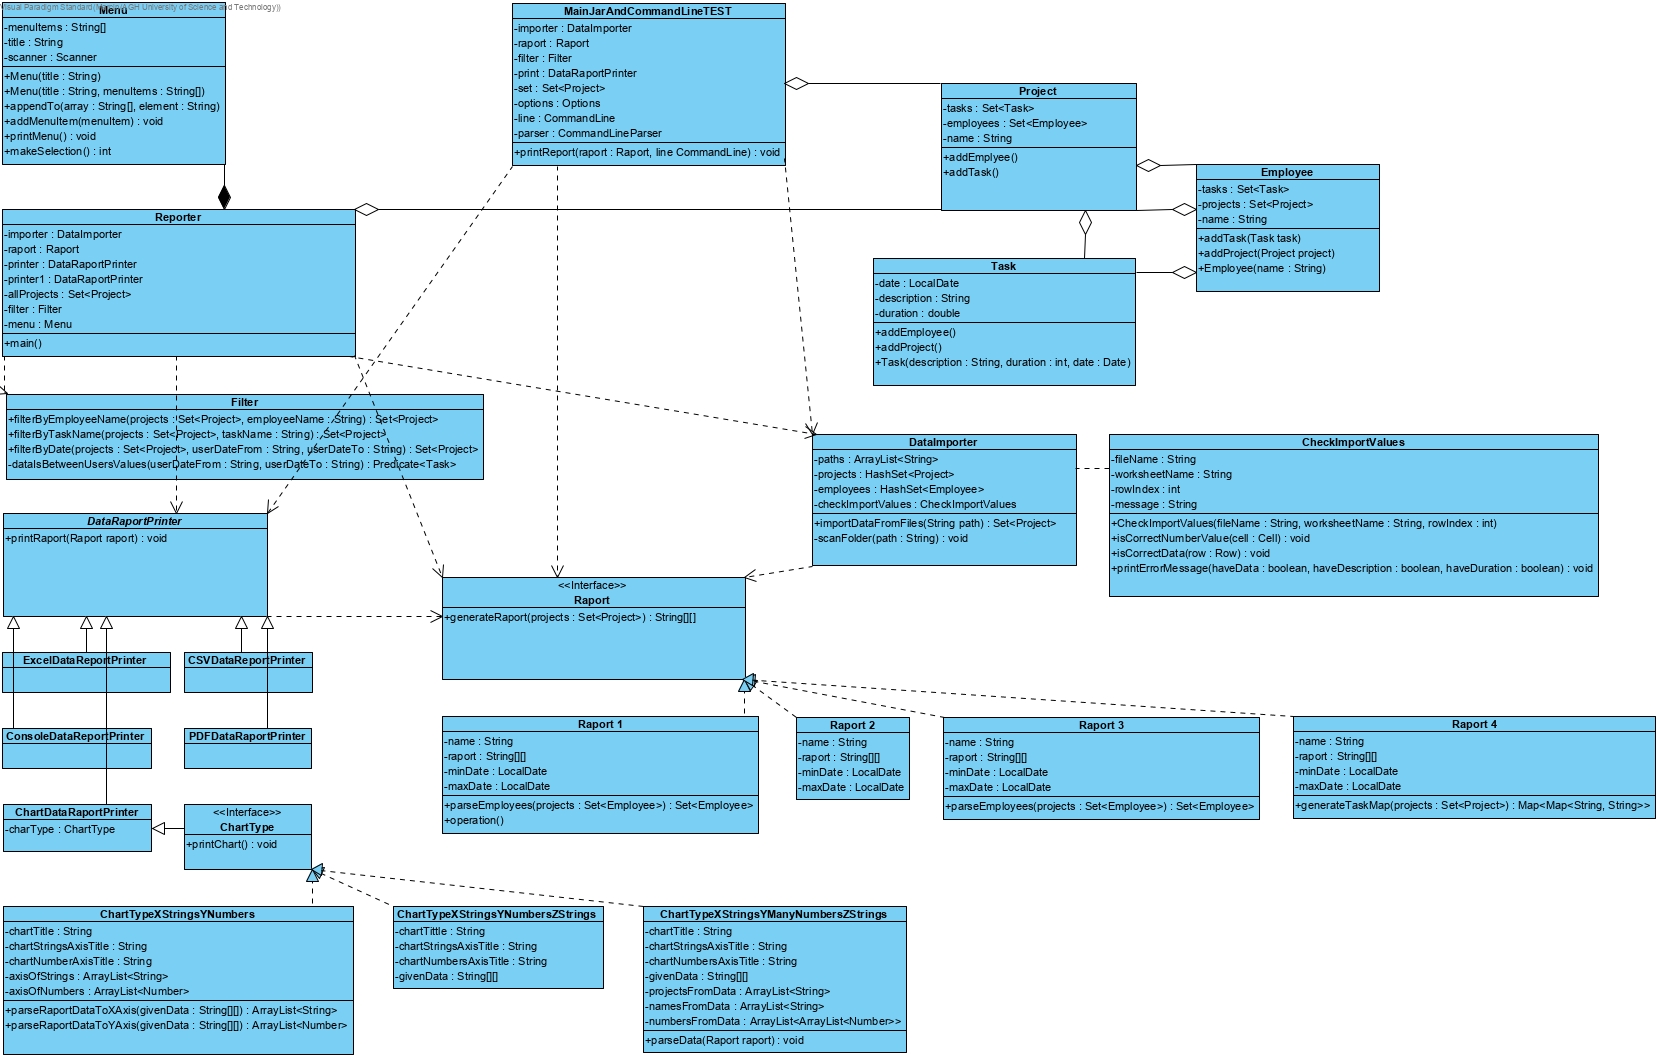 Visual Paradigm Standard(AGH University of Science and Technology))
Menu
-menuItems : String[]
-title : String
-scanner : Scanner
+Menu(title : String)
+Menu(title : String, menuItems : String[])
+appendTo(array : String[], element : String)
+addMenuItem(menuItem) : void
+printMenu() : void
+makeSelection() : int
MainJarAndCommandLineTEST
-importer : DataImporter
-raport : Raport
-filter : Filter
-print : DataRaportPrinter
-set : Set<Project>
-options : Options
-line : CommandLine
-parser : CommandLineParser
+printReport(raport : Raport, line CommandLine) : void
Project
-tasks : Set<Task>
-employees : Set<Employee>
-name : String
+addEmplyee()
+addTask()
Employee
-tasks : Set<Task>
-projects : Set<Project>
-name : String
+addTask(Task task)
+addProject(Project project)
+Employee(name : String)
Reporter
-importer : DataImporter
-raport : Raport
-printer : DataRaportPrinter
-printer1 : DataRaportPrinter
-allProjects : Set<Project>
-filter : Filter
-menu : Menu
+main()
Task
-date : LocalDate
-description : String
-duration : double
+addEmployee()
+addProject()
+Task(description : String, duration : int, date : Date)
Filter
+filterByEmployeeName(projects : Set<Project>, employeeName : String) : Set<Project>
+filterByTaskName(projects : Set<Project>, taskName : String) : Set<Project>
+filterByDate(projects : Set<Project>, userDateFrom : String, userDateTo : String) : Set<Project>
-dataIsBetweenUsersValues(userDateFrom : String, userDateTo : String) : Predicate<Task>
DataImporter
-paths : ArrayList<String>
-projects : HashSet<Project>
-employees : HashSet<Employee>
-checkImportValues : CheckImportValues
+importDataFromFiles(String path) : Set<Project>
-scanFolder(path : String) : void
CheckImportValues
-fileName : String
-worksheetName : String
-rowIndex : int
-message : String
+CheckImportValues(fileName : String, worksheetName : String, rowIndex : int)
+isCorrectNumberValue(cell : Cell) : void
+isCorrectData(row : Row) : void
+printErrorMessage(haveData : boolean, haveDescription : boolean, haveDuration : boolean) : void
DataRaportPrinter
+printRaport(Raport raport) : void
<<Interface>>
Raport
+generateRaport(projects : Set<Project>) : String[][]
ExcelDataReportPrinter
CSVDataReportPrinter
ConsoleDataReportPrinter
PDFDataRaportPrinter
Raport 1
-name : String
-raport : String[][]
-minDate : LocalDate
-maxDate : LocalDate
+parseEmployees(projects : Set<Employee>) : Set<Employee>
+operation()
Raport 2
-name : String
-raport : String[][]
-minDate : LocalDate
-maxDate : LocalDate
Raport 3
-name : String
-raport : String[][]
-minDate : LocalDate
-maxDate : LocalDate
+parseEmployees(projects : Set<Employee>) : Set<Employee>
Raport 4
-name : String
-raport : String[][]
-minDate : LocalDate
-maxDate : LocalDate
+generateTaskMap(projects : Set<Project>) : Map<Map<String, String>>
ChartDataRaportPrinter
-charType : ChartType
<<Interface>>
ChartType
+printChart() : void
ChartTypeXStringsYNumbers
-chartTitle : String
-chartStringsAxisTitle : String
-chartNumberAxisTitle : String
-axisOfStrings : ArrayList<String>
-axisOfNumbers : ArrayList<Number>
+parseRaportDataToXAxis(givenData : String[][]) : ArrayList<String>
+parseRaportDataToYAxis(givenData : String[][]) : ArrayList<Number>
ChartTypeXStringsYNumbersZStrings
-chartTittle : String
-chartStringsAxisTitle : String
-chartNumbersAxisTitle : String
-givenData : String[][]
ChartTypeXStringsYManyNumbersZStrings
-chartTitle : String
-chartStringsAxisTitle : String
-chartNumbersAxisTitle : String
-givenData : String[][]
-projectsFromData : ArrayList<String>
-namesFromData : ArrayList<String>
-numbersFromData : ArrayList<ArrayList<Number>>
+parseData(Raport raport) : void